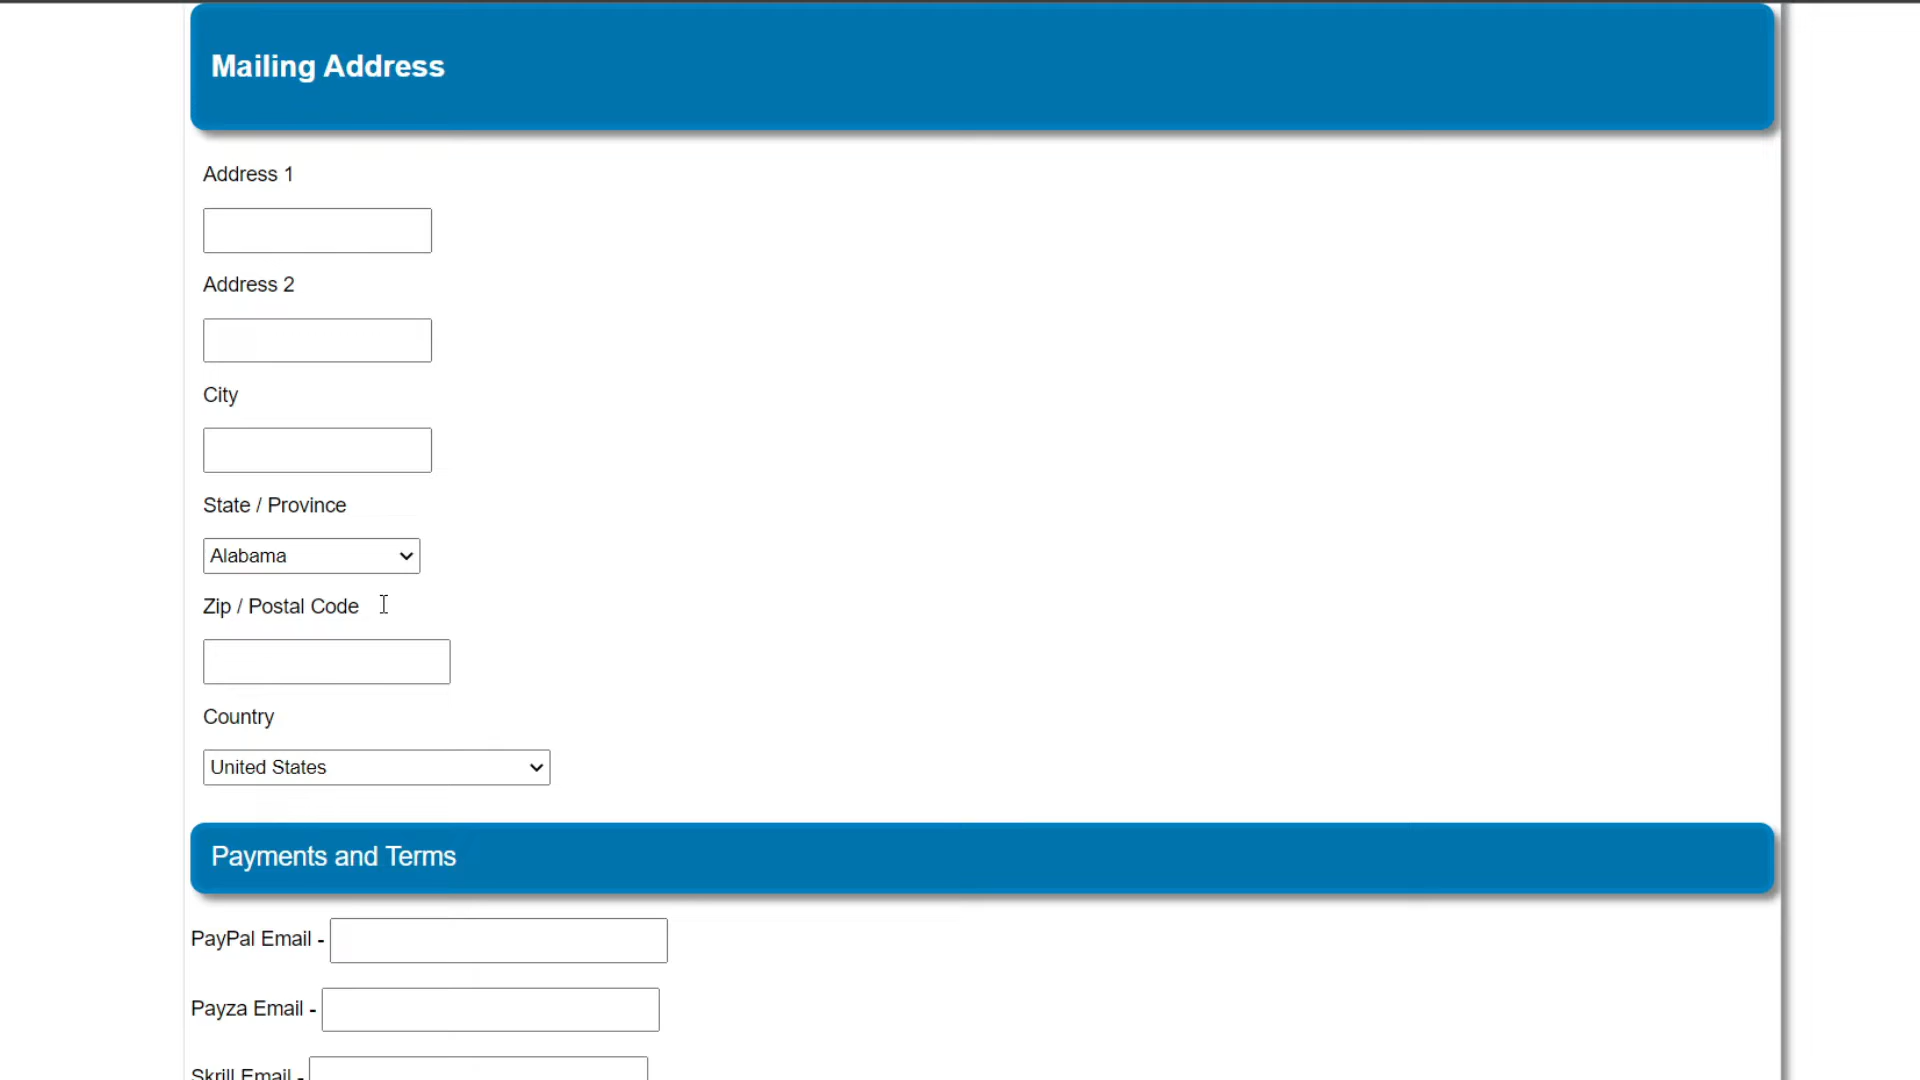 Mailing Address
Address 1
Address 2
City
State / Province
Alabama
Zip / Postal Code
Country
United States
Payments and Terms
PayPal Email -
Payza Email -
Skrill Email -